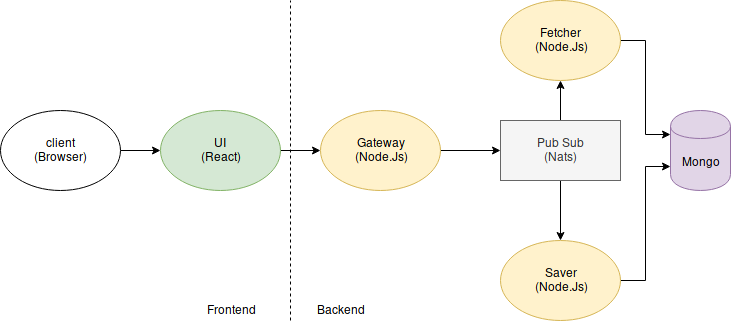 Fetcher
(Node.Js)
client
(Browser)
UI
(React)
Gateway
(Node.Js)
Pub Sub
(Nats)
Mongo
Saver
(Node.Js)
Frontend
Backend